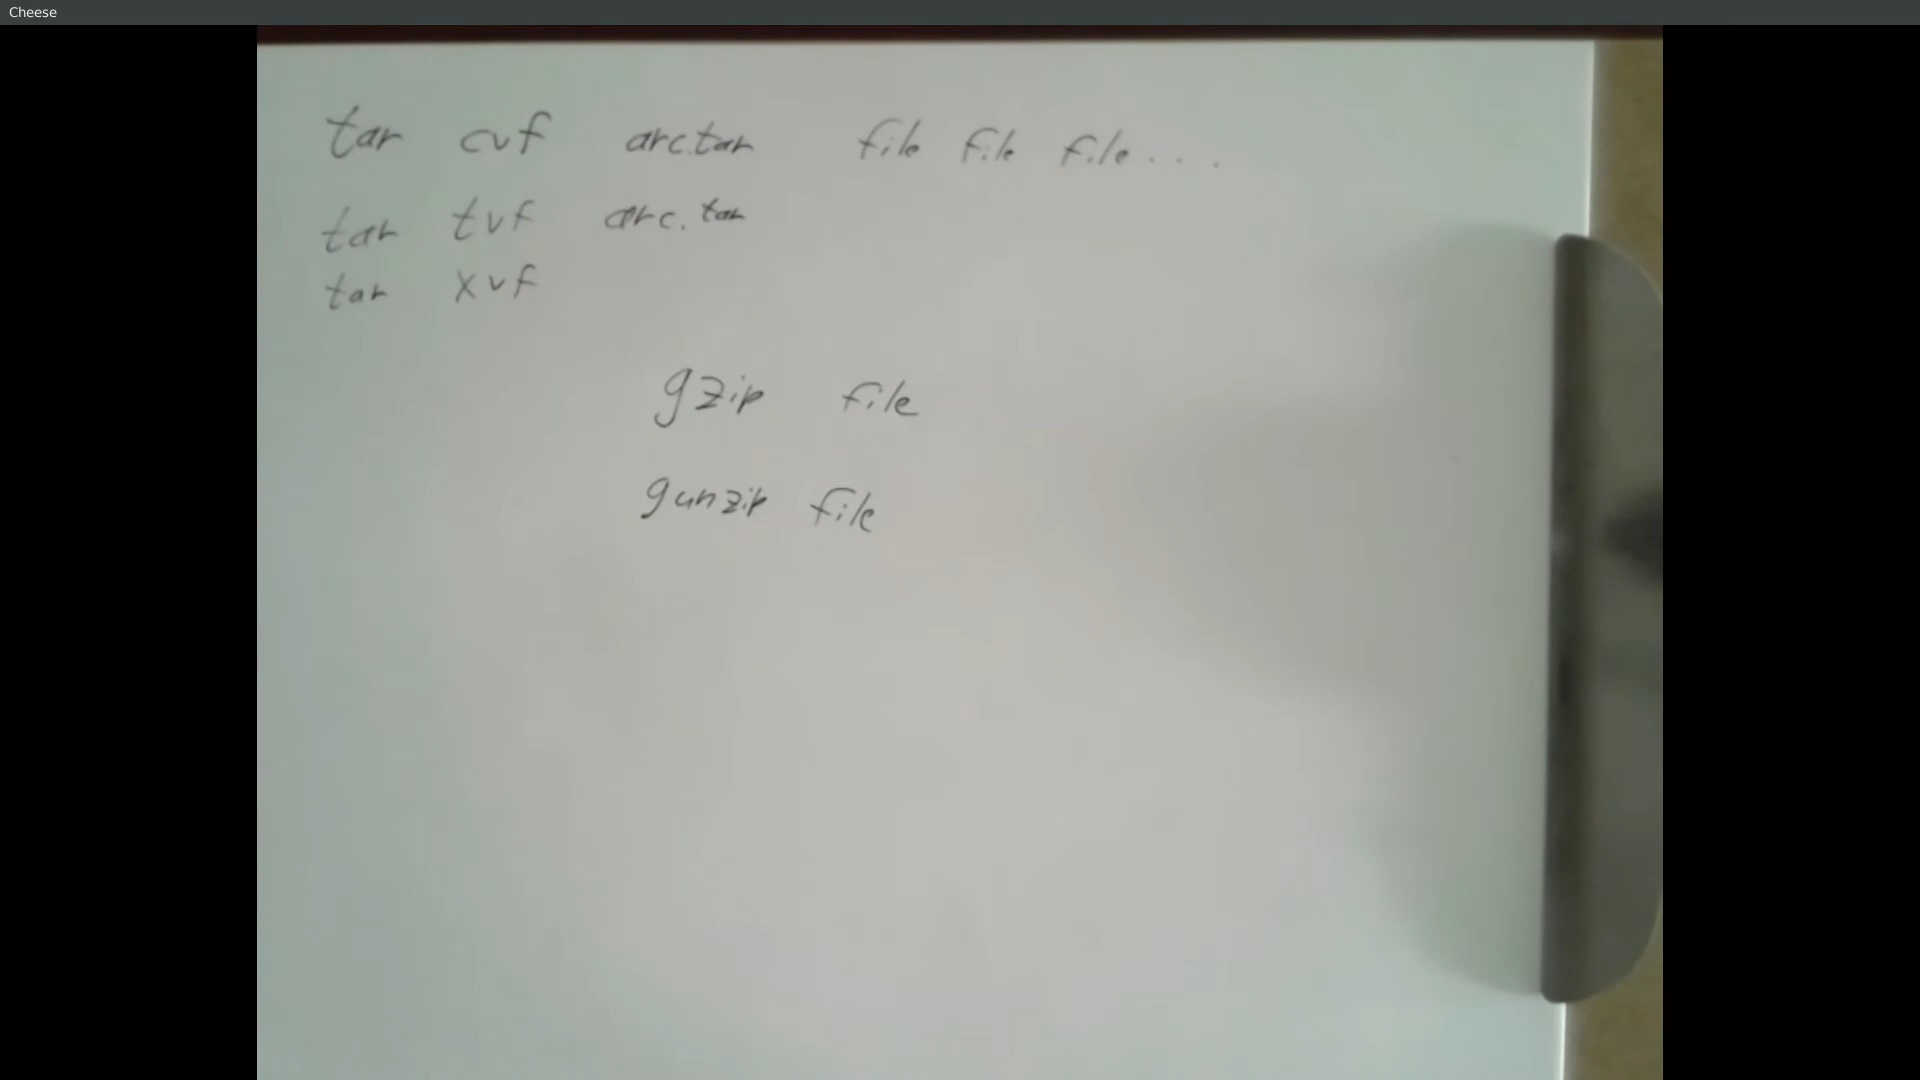 Cheese
tar cvf arc.tar file file file....
tar tvf arc.tar
tar xvf
gzip file
gunzip file